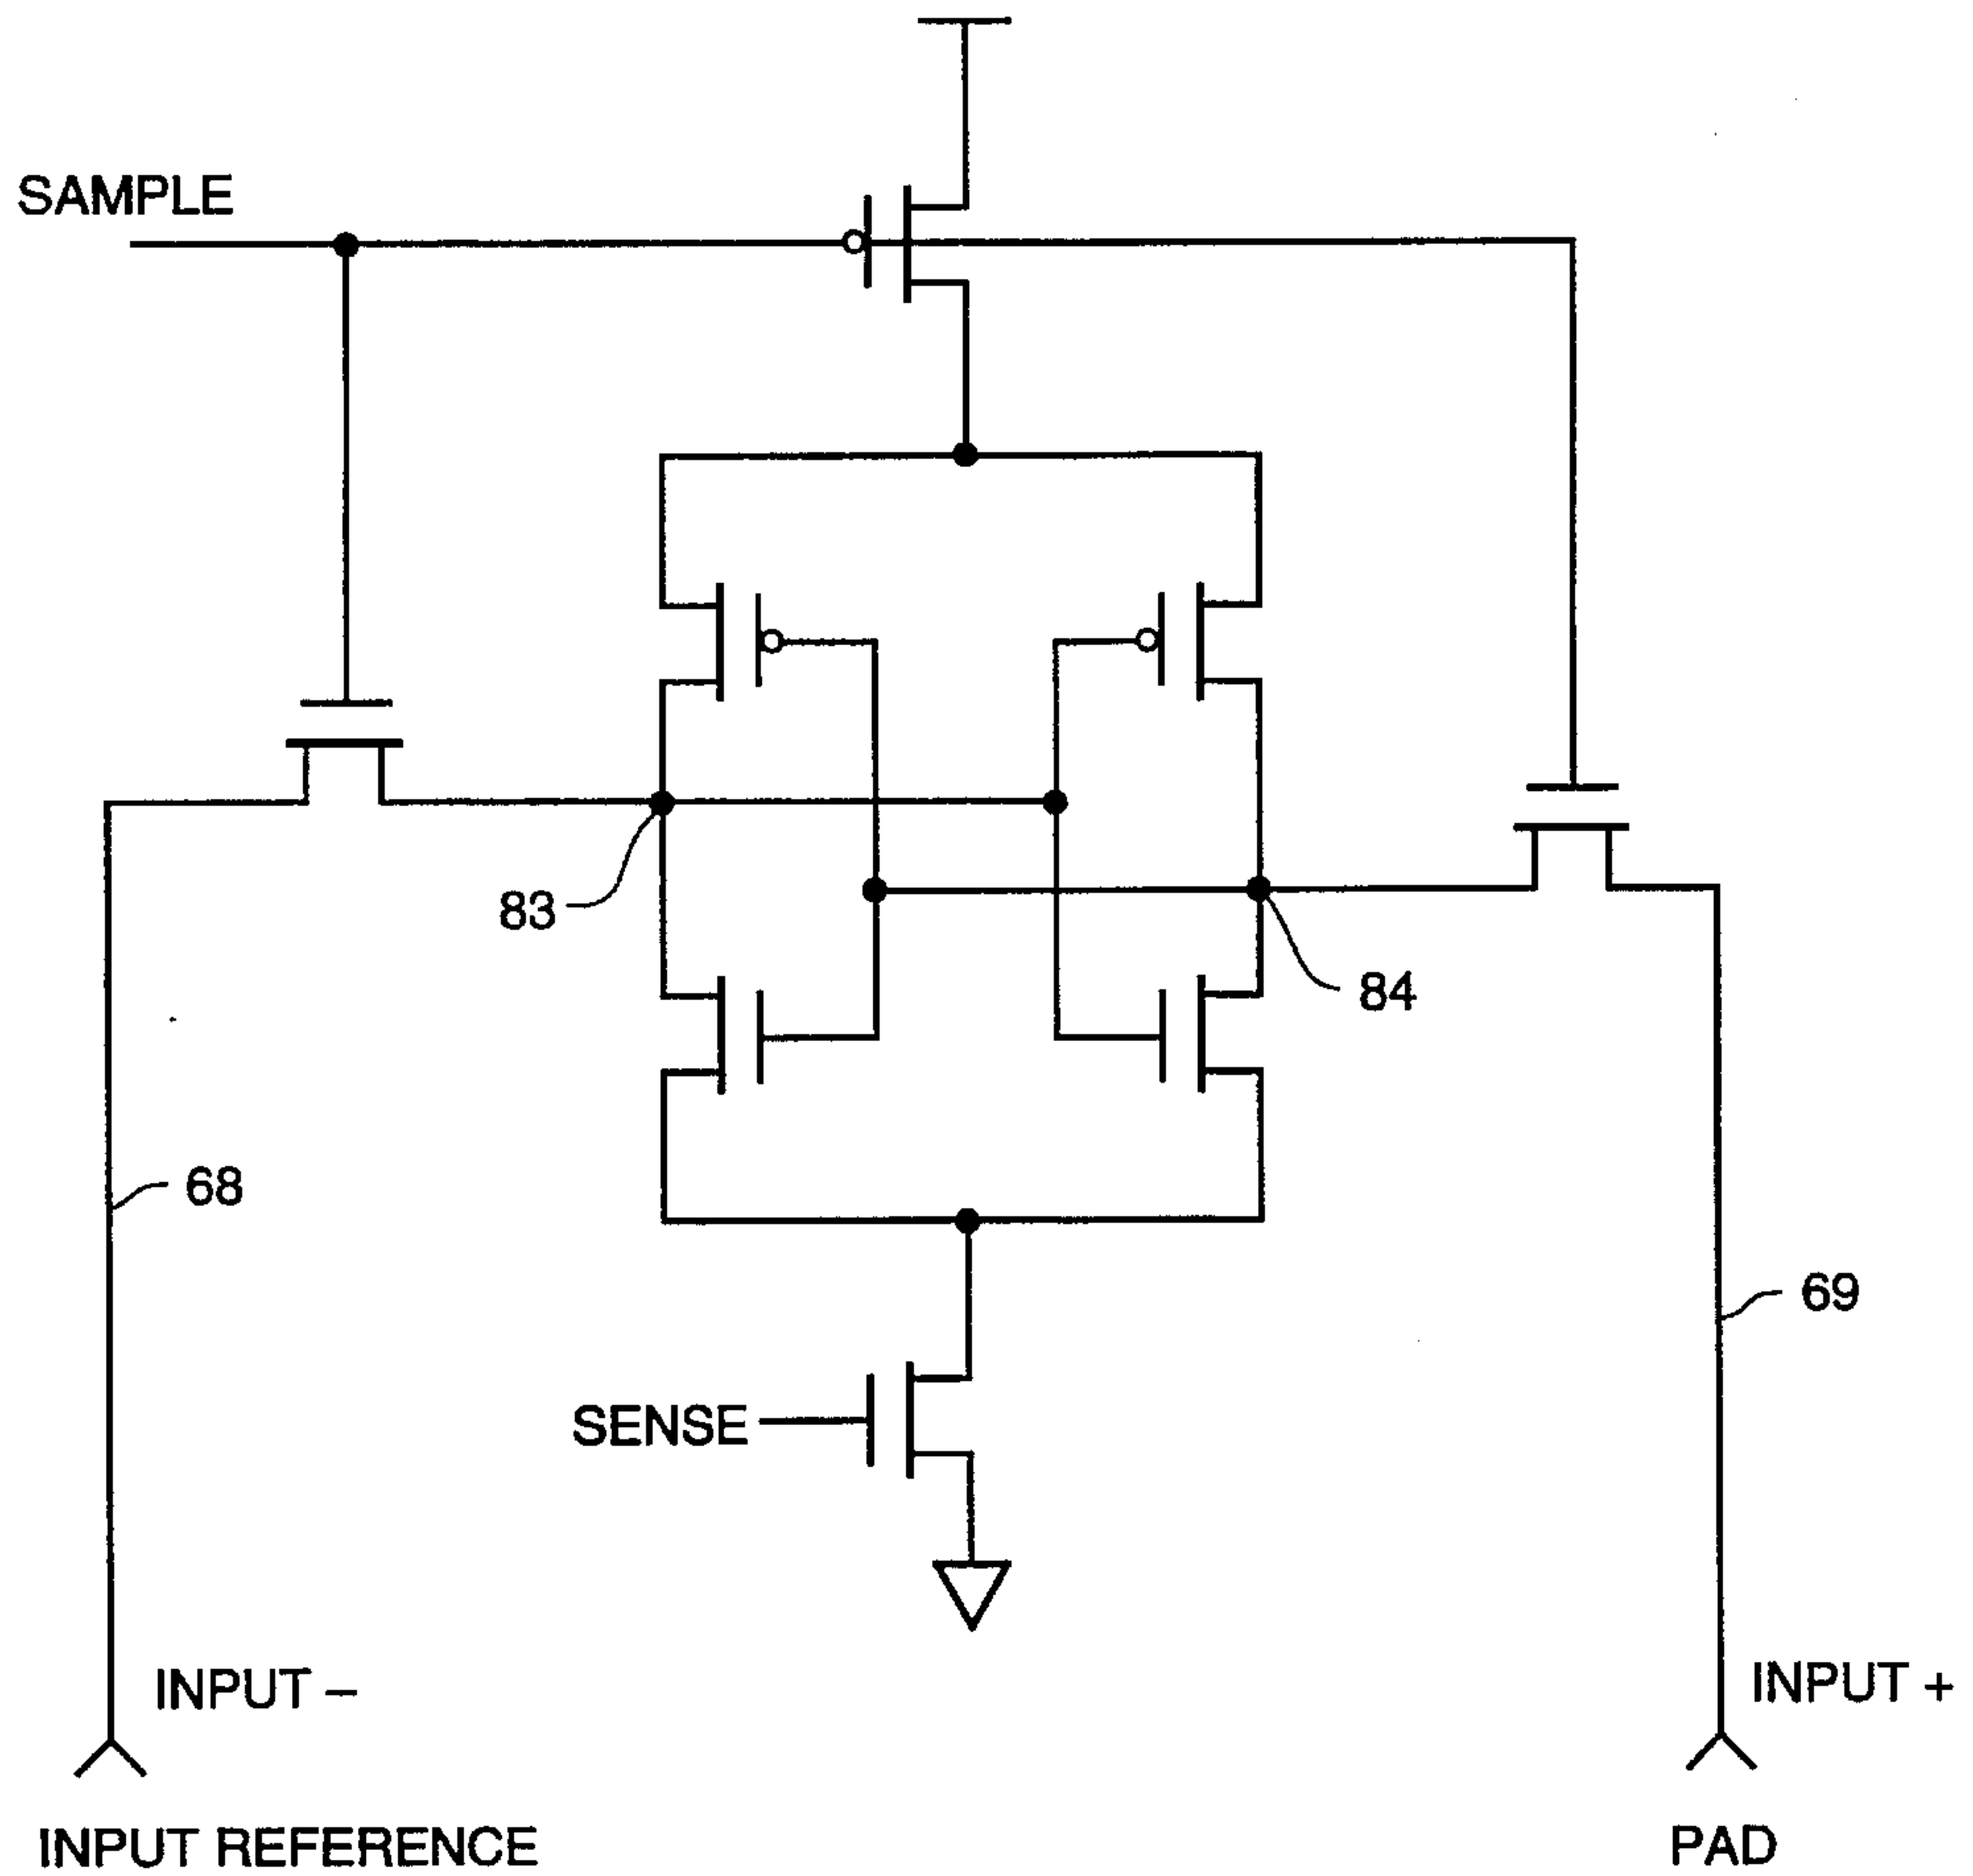 SAMPLE
83
84
68
69
SENSE
INPUT –
INPUT +
INPUT REFERENCE
PAD